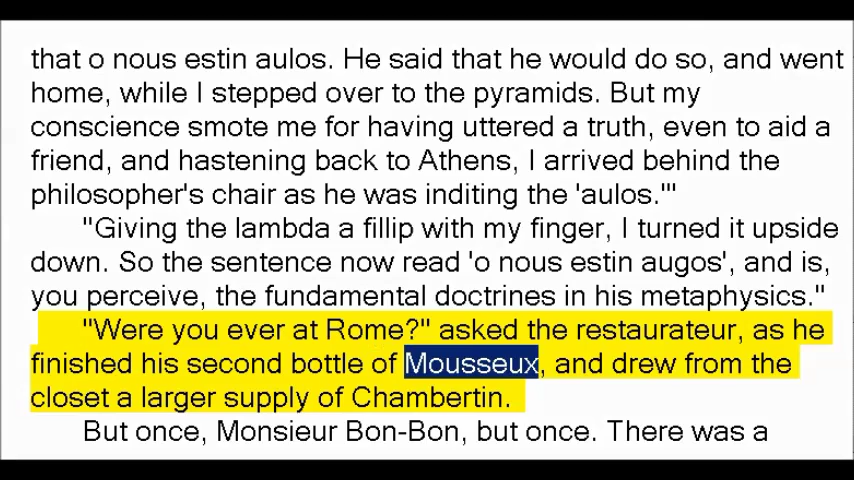 that o nous estin aulos. He said that he would do so, and went
home, while I stepped over to the pyramids. But my
conscience smote me for having uttered a truth, even to aid a
friend, and hastening back to Athens, I arrived behind the
philosopher's chair as he was inditing the 'aulos.'"
"Giving the lambda a fillip with my finger, I turned it upside
down. So the sentence now read 'o nous estin augos', and is,
you perceive, the fundamental doctrines in his metaphysics."
"Were you ever at Rome?" asked the restaurateur, as he
finished his second bottle of Mousseux, and drew from the
closet a larger supply of Chambertin.
But once, Monsieur Bon-Bon, but once. There was a